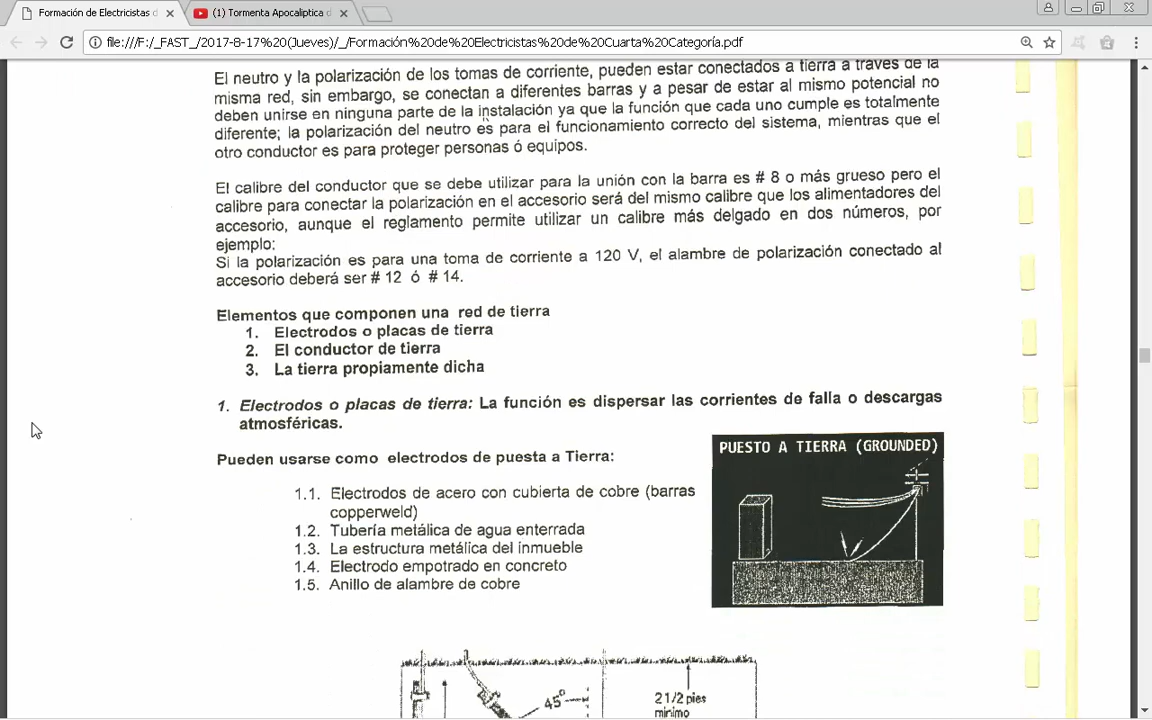 Formación de Electricistas d
(1) Tormenta Apocaliptica d
file:///F:/_FAST_/2017-8-17%20(Jueves)/_/Formación%20de%20Electricistas%20de%20Cuarta%20Categoría.pdf
El neutro y la polarización de los tomas de corriente, pueden estar conectados a tierra a través de la
misma red, sin embargo, se conectan a diferentes barras y a pesar de estar al mismo potencial no
deben unirse en ninguna parte de la instalación ya que la función que cada uno cumple es totalmente
diferente; la polarización del neutro es para el funcionamiento correcto del sistema, mientras que el
otro conductor es para proteger personas ó equipos.
El calibre del conductor que se debe utilizar para la unión con la barra es # 8 o más grueso pero el
calibre para conectar la polarización en el accesorio será del mismo calibre que los alimentadores del
accesorio, aunque el reglamento permite utilizar un calibre más delgado en dos números, por
ejemplo:
Si la polarización es para una toma de corriente a 120 V, el alambre de polarización conectado al
accesorio deberá ser # 12 ó # 14.
Elementos que componen una red de tierra
1. Electrodos o placas de tierra
2. El conductor de tierra
3. La tierra propiamente dicha
1. Electrodos o placas de tierra: La función es dispersar las corrientes de falla o descargas
atmosféricas.
Pueden usarse como electrodos de puesta a Tierra:
PUESTO A TIERRA (GROUNDED)
1.1. Electrodos de acero con cubierta de cobre (barras
copperweld)
1.2. Tubería metálica de agua enterrada
1.3. La estructura metálica del inmueble
1.4. Electrodo empotrado en concreto
1.5. Anillo de alambre de cobre
45°
2 1/2 pies
minimo